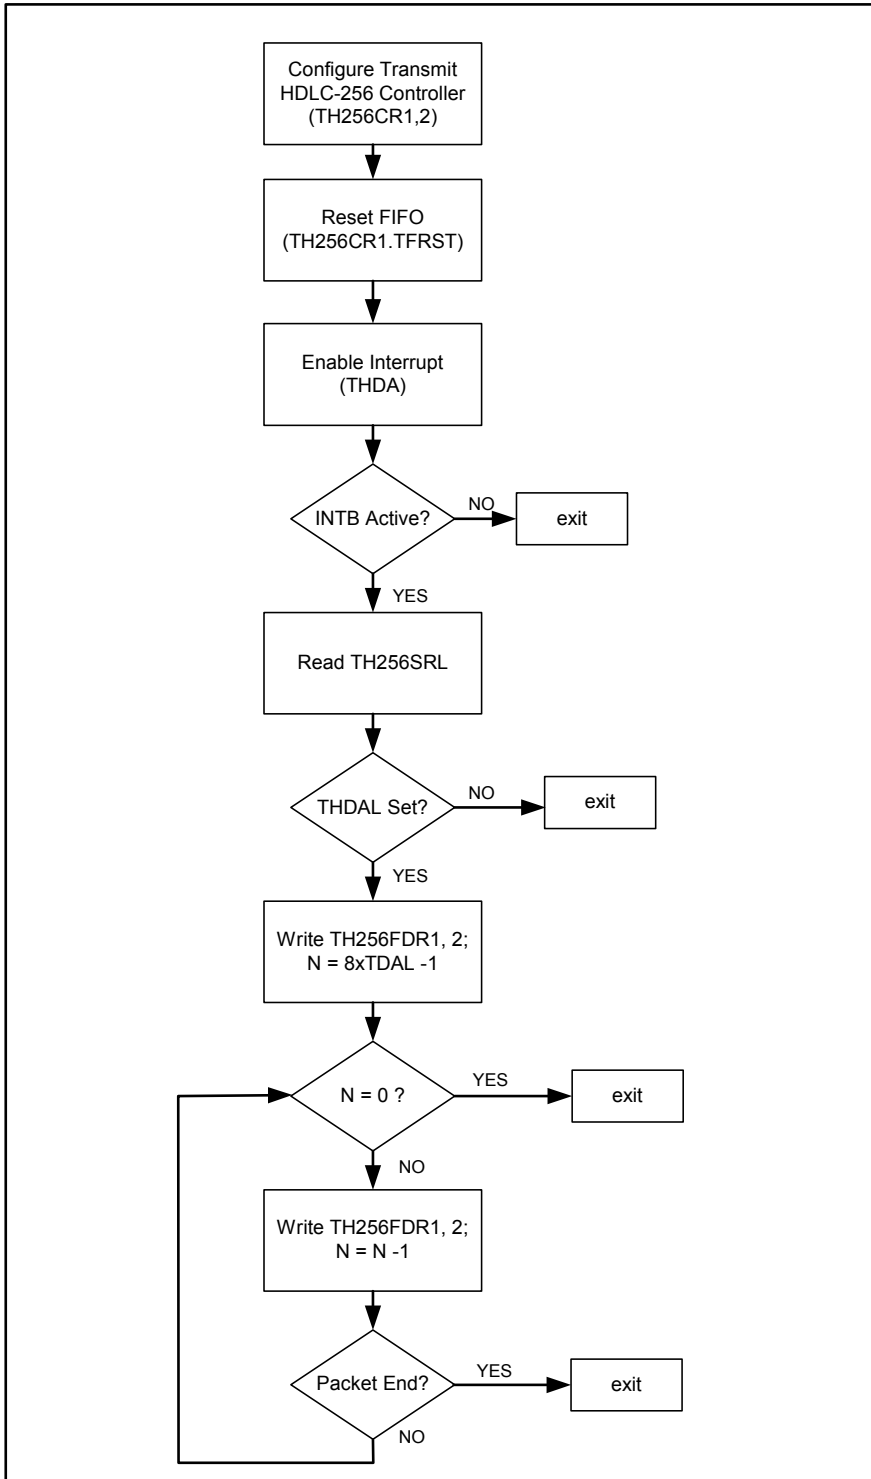 Configure Transmit
HDLC-256 Controller
(TH256CR1,2)
Reset FIFO
(TH256CR1.TFRST)
Enable Interrupt
(THDA)
INTB Active?
NO
exit
YES
Read TH256SRL
THDAL Set?
NO
exit
YES
Write TH256FDR1, 2;
N = 8xTDAL -1
N = 0 ?
YES
exit
NO
Write TH256FDR1, 2;
N = N -1
Packet End?
YES
exit
NO